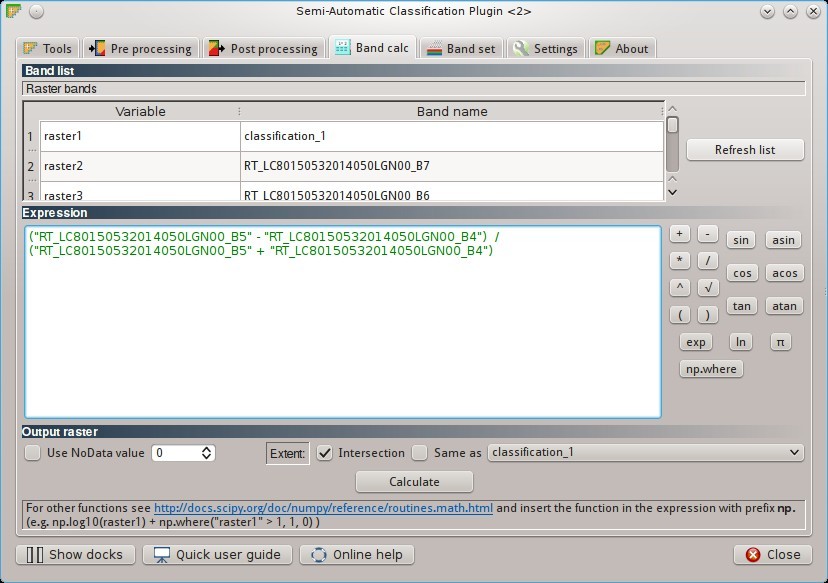 Semi-Automatic Classification Plugin <2>
Tools Pre processing Post processing Band calc Band set Settings About
Band list
Raster bands
Variable Band name
1 raster1 classification_1
2 raster2 RT_LC80150532014050LGN00_B7
3 raster3 RT_LC80150532014050LGN00_B6
Refresh list
Expression
("RT_LC80150532014050LGN00_B5" - "RT_LC80150532014050LGN00_B4") /
("RT_LC80150532014050LGN00_B5" + "RT_LC80150532014050LGN00_B4")
+ - sin asin
* / cos acos
^ √ tan atan
( )
exp ln π
np.where
Output raster
Use NoData value 0 Extent: Intersection Same as classification_1
Calculate
For other functions see http://docs.scipy.org/doc/numpy/reference/routines.math.html and insert the function in the expression with prefix np.
(e.g. np.log10(raster1) + np.where("raster1" > 1, 1, 0) )
Show docks Quick user guide Online help Close